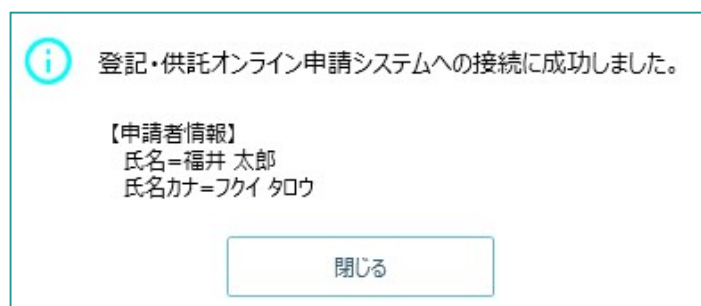 登記・供託オンライン申請システムへの接続に成功しました。
【申請者情報】
氏名=福井 太郎
氏名カナ=フクイ タロウ
閉じる